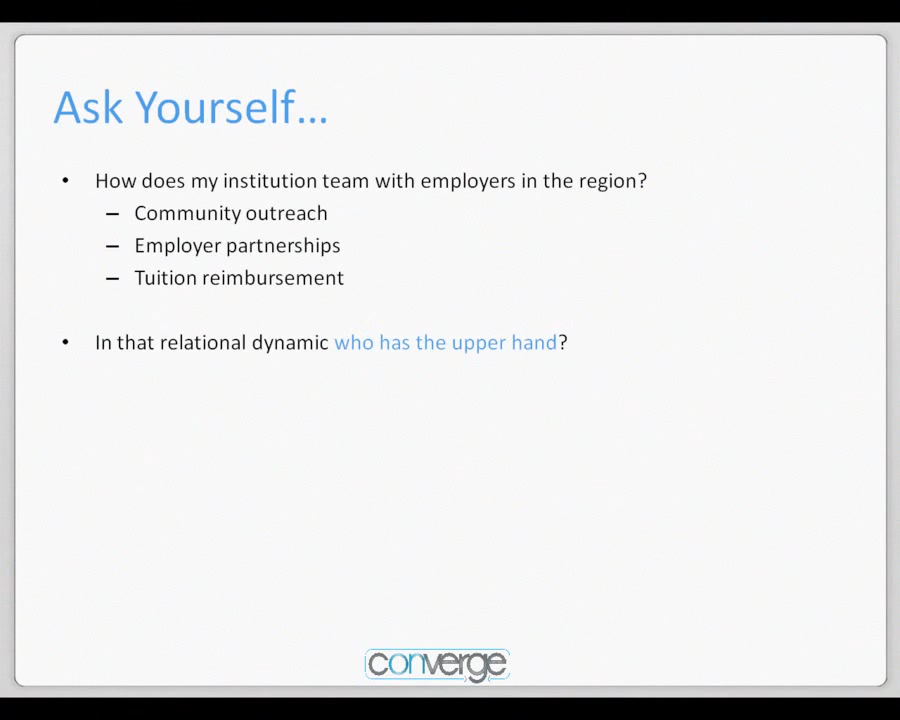 Ask Yourself...
• How does my institution team with employers in the region?
– Community outreach
– Employer partnerships
– Tuition reimbursement
• In that relational dynamic who has the upper hand?
converge